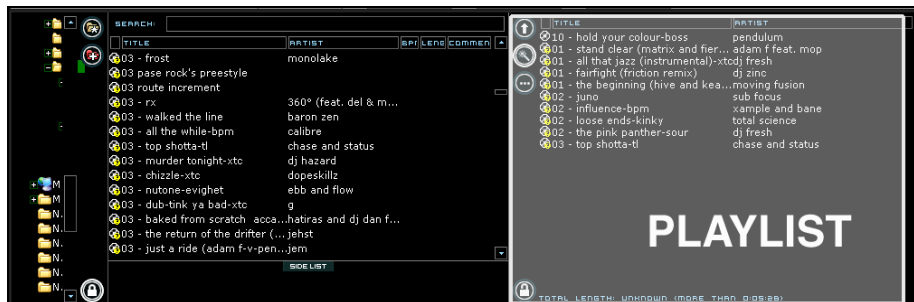 SEARCH:
TITLE ARTIST BPM LENG COMMEN
03 - frost monolake
03 pase rock's preestyle
03 route increment
03 - rx 360° (feat. del & m...
03 - walked the line baron zen
03 - all the while-bpm calibre
03 - top shotta-tl chase and status
03 - murder tonight-xtc dj hazard
03 - chizzle-xtc dopeskillz
03 - nutone-evighet ebb and flow
03 - dub-tink ya bad-xtc g
03 - baked from scratch acca...hatiras and dj dan f...
03 - the return of the drifter (...jehst
03 - just a ride (adam f-v-pen...jem
SIDE LIST
M
M
N.
N.
N.
N.
N.
N.
TITLE ARTIST
10 - hold your colour-boss pendulum
01 - stand clear (matrix and fier... adam f feat. mop
01 - all that jazz (instrumental)-xtcdj fresh
01 - fairfight (friction remix) dj zinc
01 - the beginning (hive and kea...moving fusion
02 - juno sub focus
02 - influence-bpm xample and bane
02 - loose ends-kinky total science
02 - the pink panther-sour dj fresh
03 - top shotta-tl chase and status
PLAYLIST
TOTAL LENGTH: UNKNOWN (MORE THAN 0:05:28)